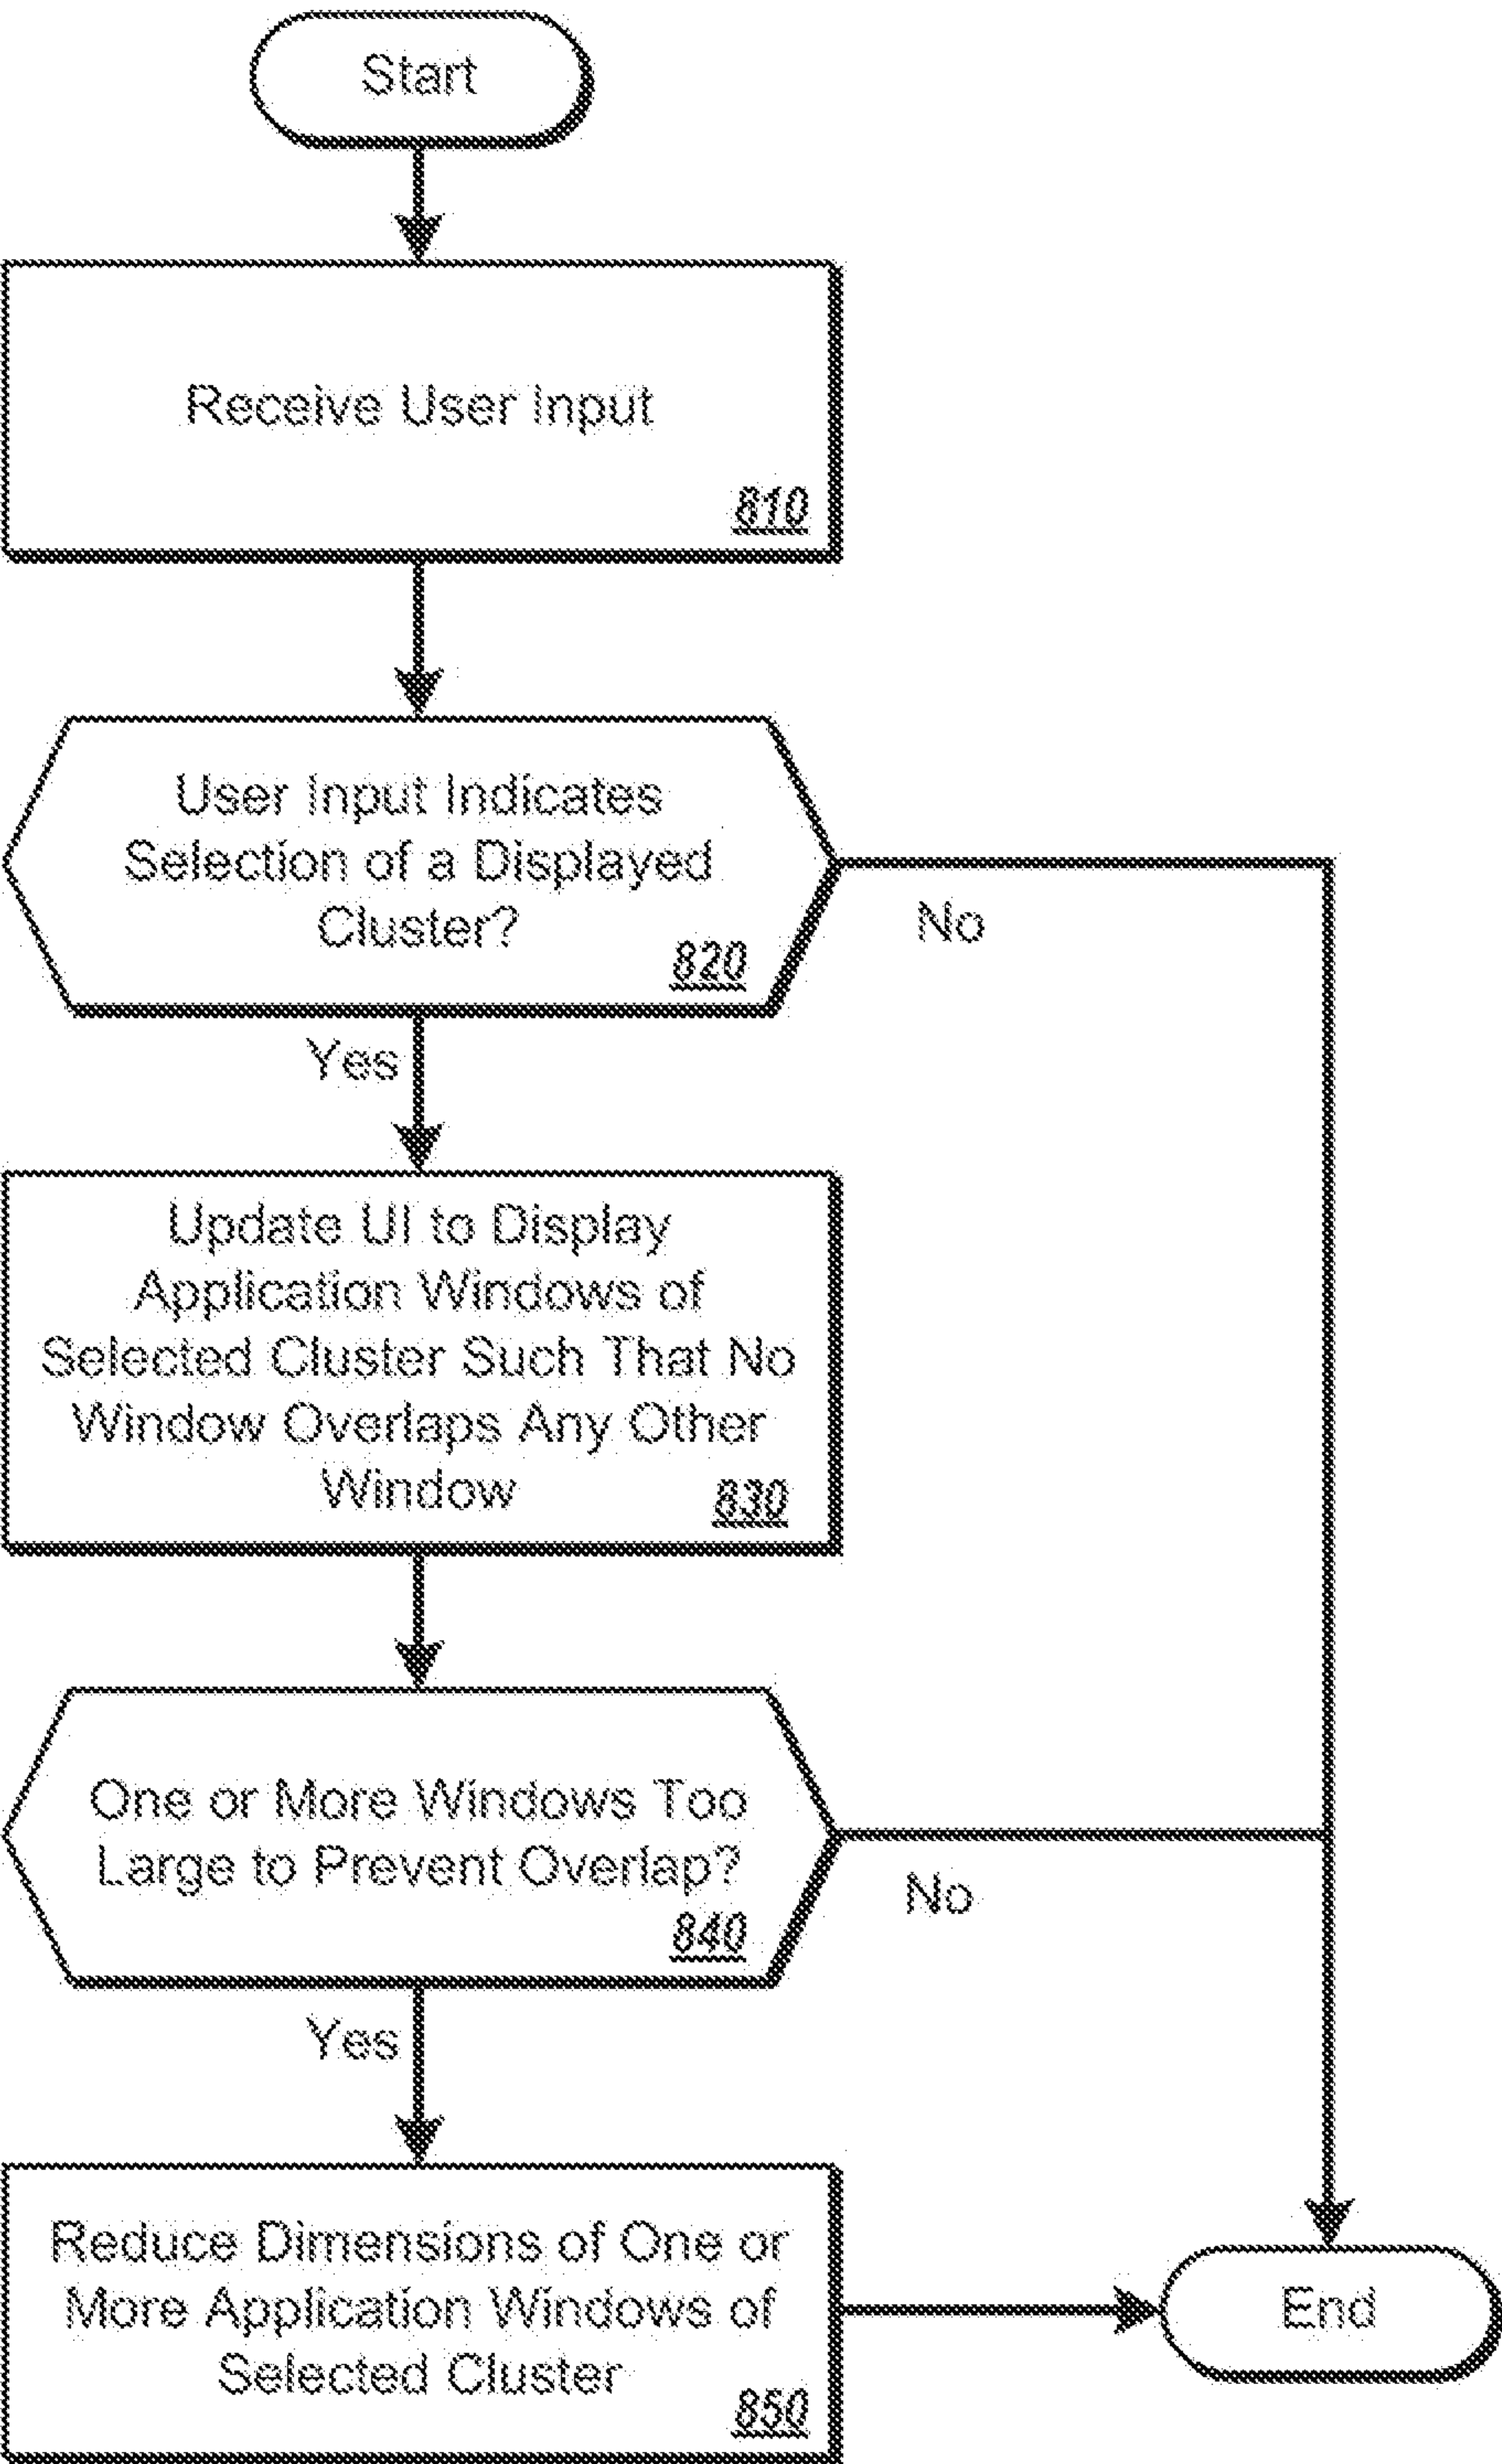 Start
Receive User Input
810
User Input Indicates
Selection of a Displayed
Cluster?
820
No
Yes
Update UI to Display
Application Windows of
Selected Cluster Such That No
Window Overlaps Any Other
Window
830
One or More Windows Too
Large to Prevent Overlap?
840
No
Yes
Reduce Dimensions of One or
More Application Windows of
Selected Cluster
850
End